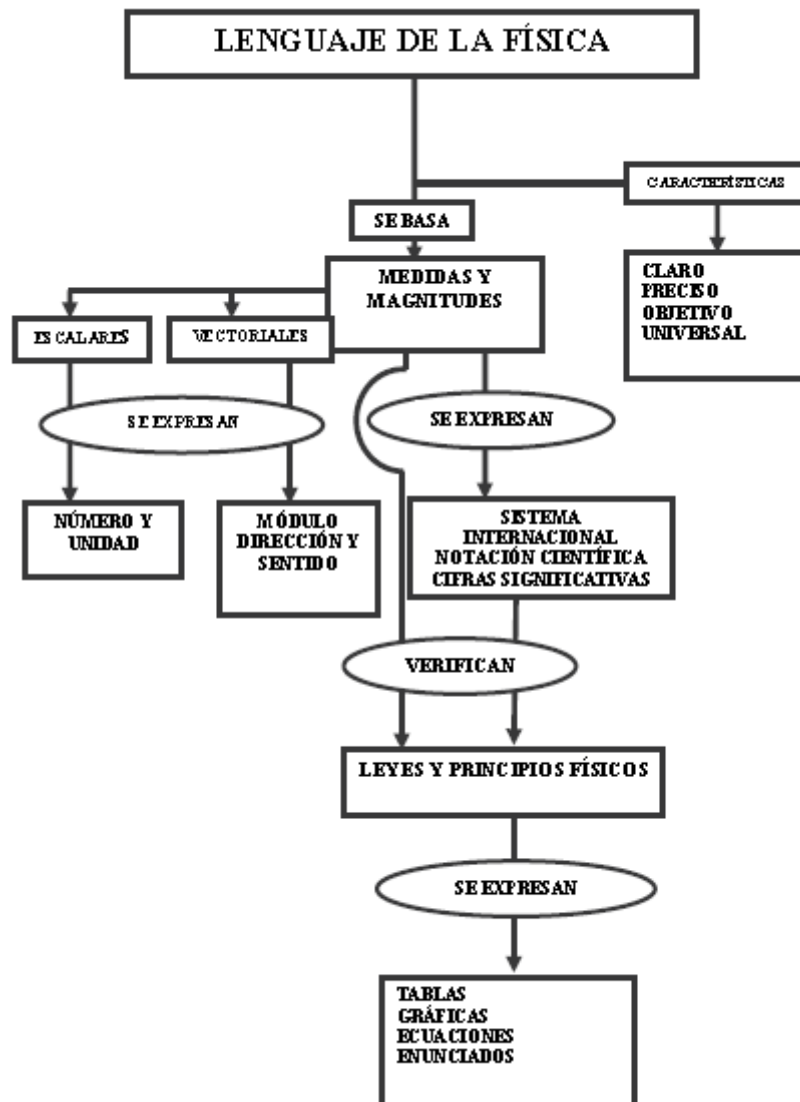 LENGUAJE DE LA FÍSICA
CARACTERÍSTICAS
SE BASA
CLARO
PRECISO
OBJETIVO
UNIVERSAL
MEDIDAS Y
MAGNITUDES
ESCALARES
VECTORIALES
SE EXPRESAN
SE EXPRESAN
NÚMERO Y
UNIDAD
MÓDULO
DIRECCIÓN Y
SENTIDO
SISTEMA
INTERNACIONAL
NOTACIÓN CIENTÍFICA
CIFRAS SIGNIFICATIVAS
VERIFICAN
LEYES Y PRINCIPIOS FÍSICOS
SE EXPRESAN
TABLAS
GRÁFICAS
ECUACIONES
ENUNCIADOS